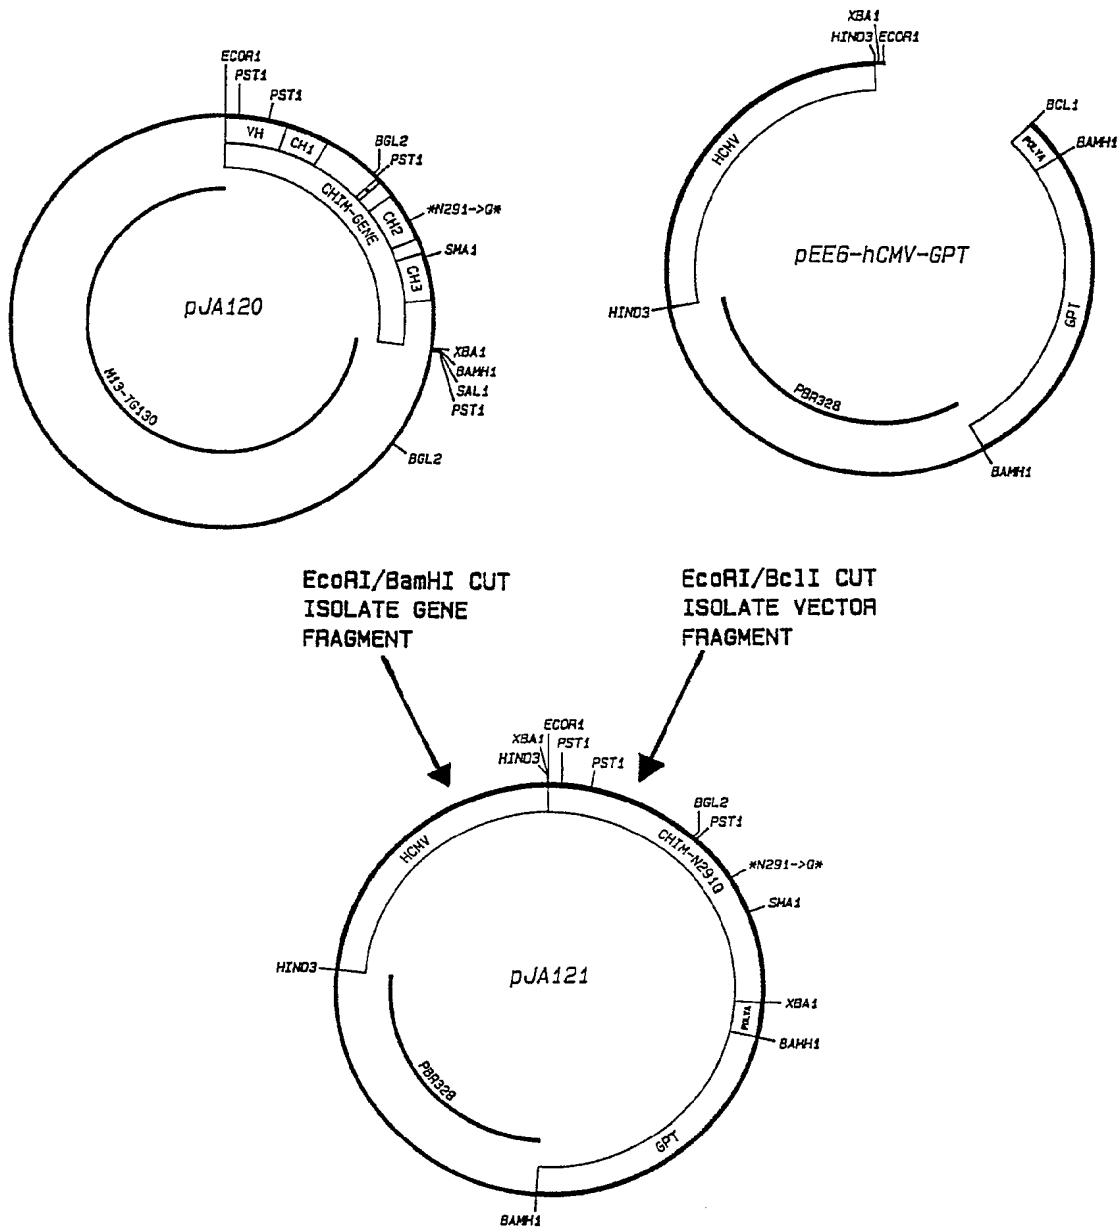 ECOR1
PST1
PST1
BGL2
PST1
*N291->Q*
SMA1
XBA1
BAMH1
SAL1
PST1
BGL2
VH
CH1
CH2
CH3
CHIM-GENE
pJA120
M13-TG130
XBA1
HIND3 ECOR1
BCL1
BAMH1
POLYA
HCMV
pEE6-hCMV-GPT
HIND3
GPT
PBR328
BAMH1
EcoRI/BamHI CUT
ISOLATE GENE
FRAGMENT
EcoRI/BclI CUT
ISOLATE VECTOR
FRAGMENT
ECOR1
XBA1
PST1
HIND3
PST1
BGL2
PST1
*N291->Q*
SMA1
HCMV
CHIM-N291Q
HIND3
pJA121
XBA1
POLYA
BAMH1
PBR328
GPT
BAMH1